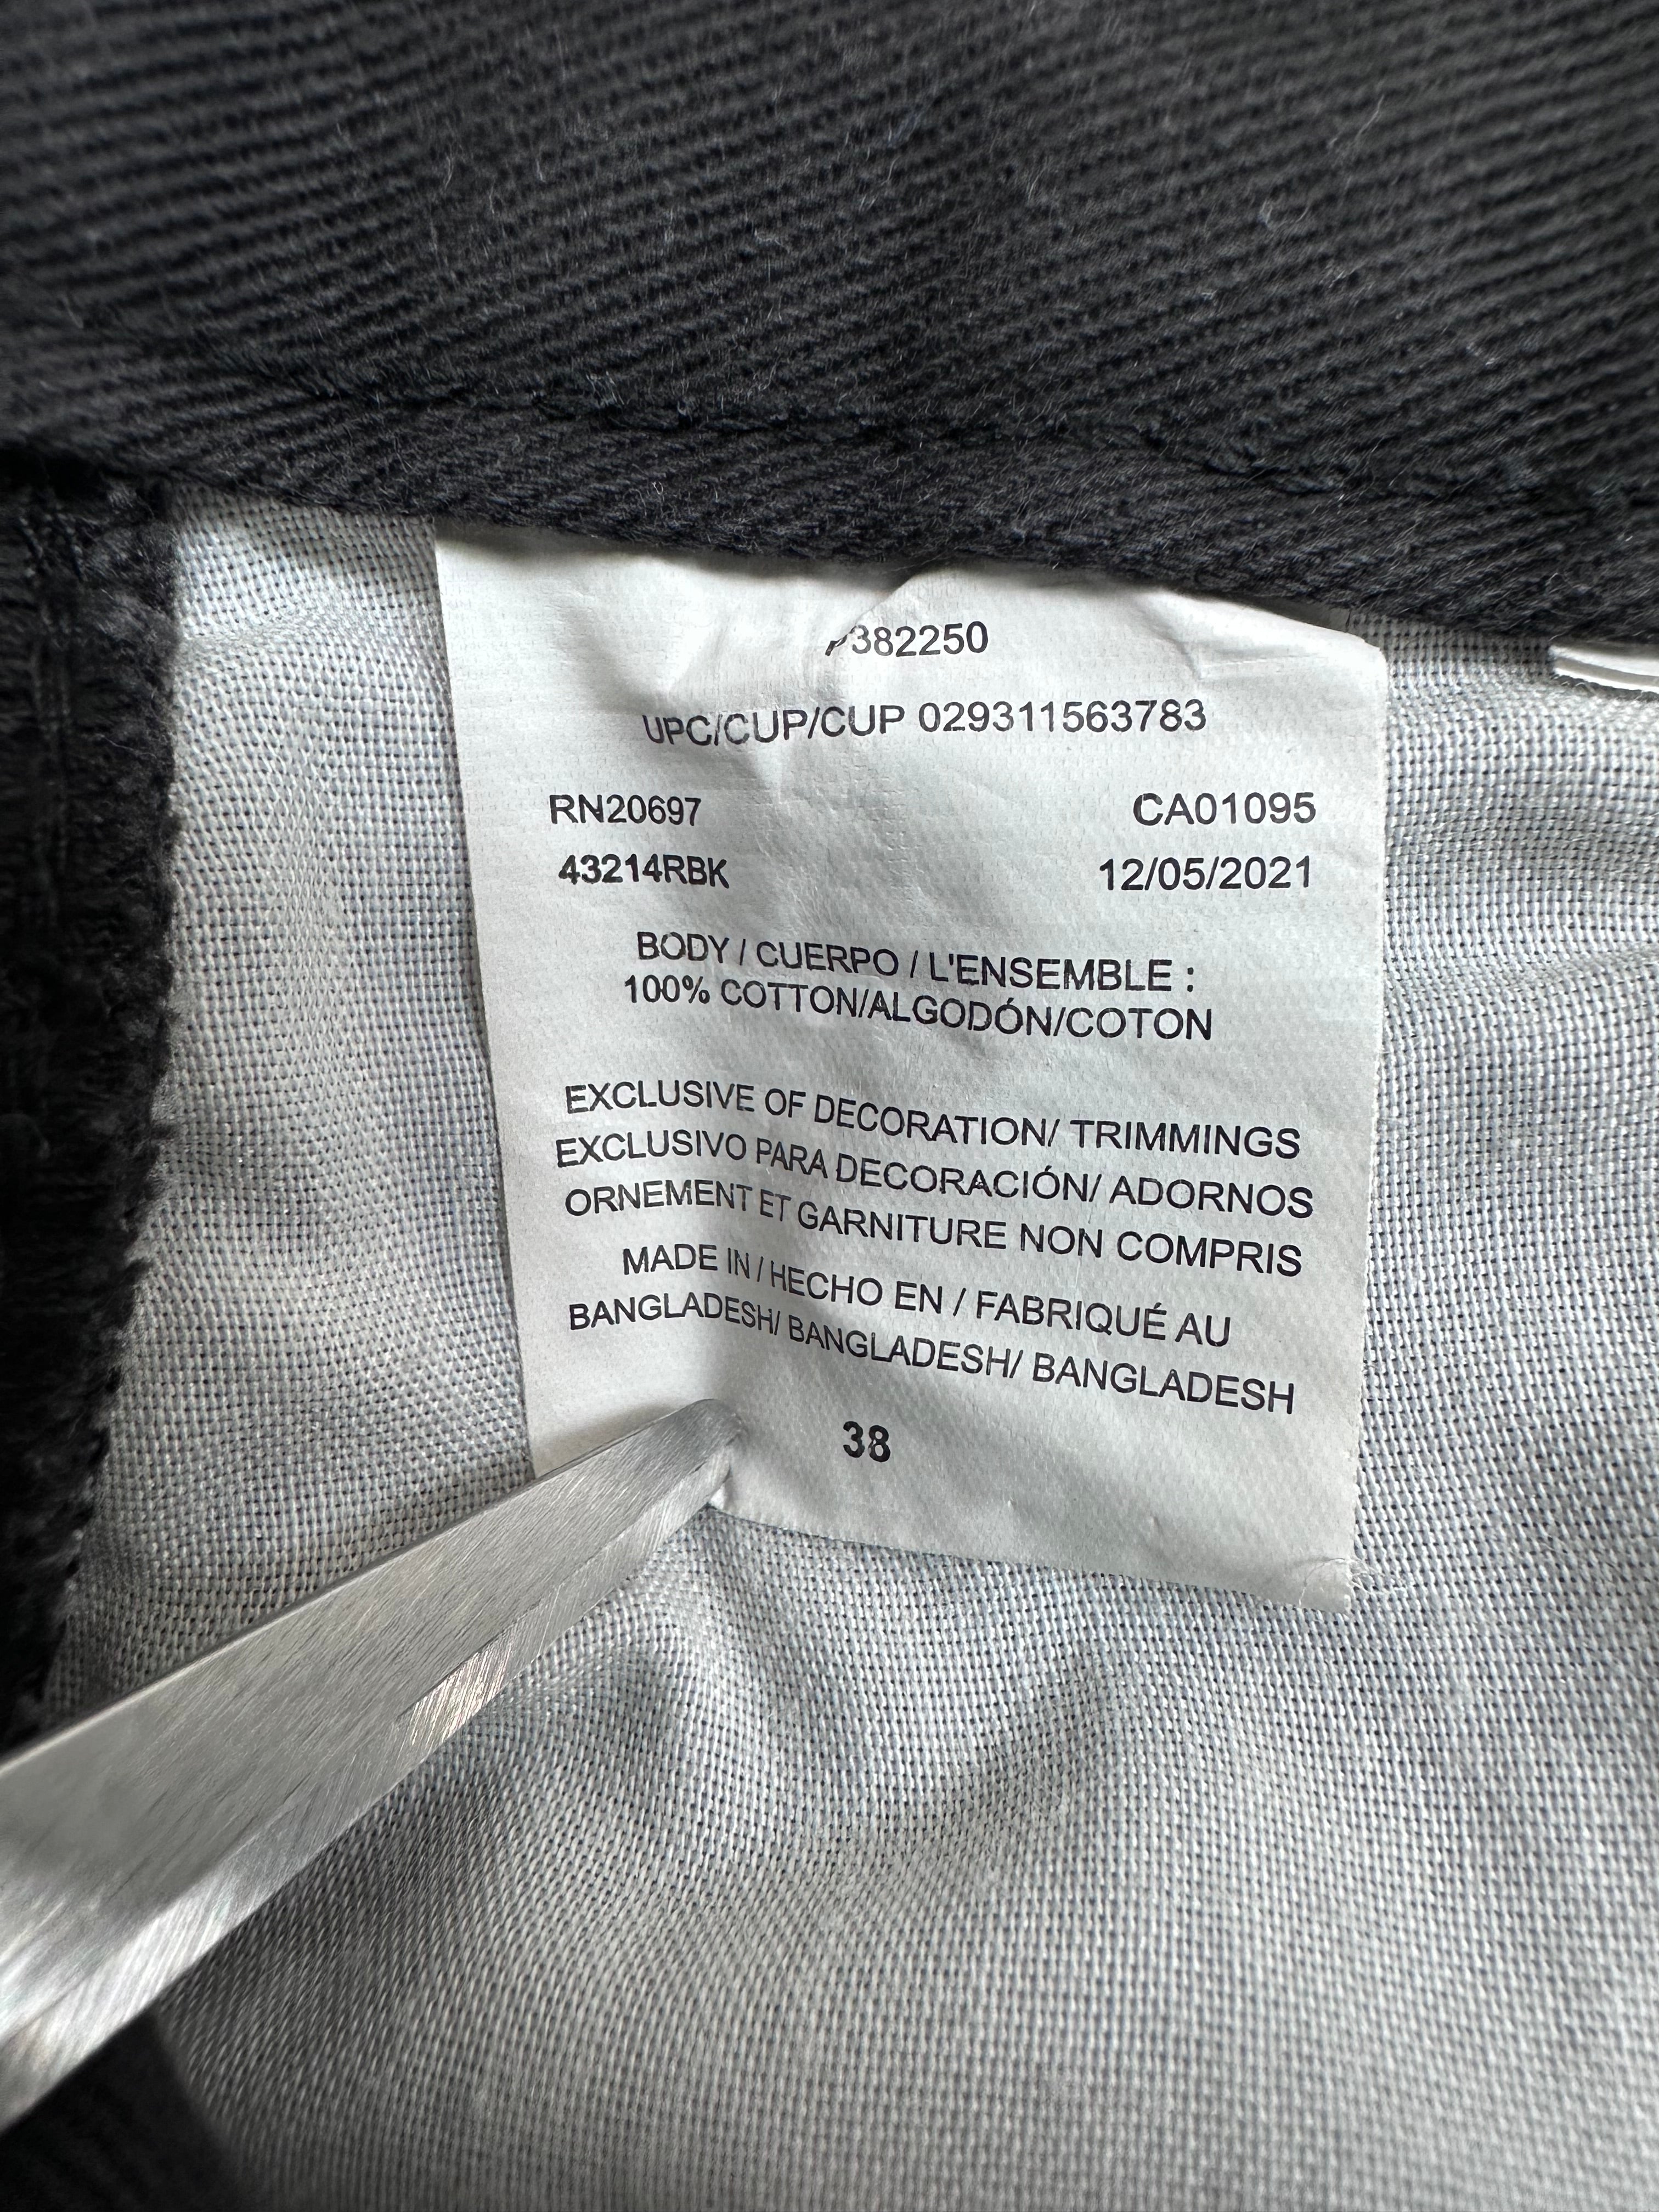 P382250
UPC/CUP/CUP 029311563783
RN20697 CA01095
43214RBK 12/05/2021
BODY / CUERPO / L'ENSEMBLE :
100% COTTON/ALGODÓN/COTON
EXCLUSIVE OF DECORATION/ TRIMMINGS
EXCLUSIVO PARA DECORACIÓN/ ADORNOS
ORNEMENT ET GARNITURE NON COMPRIS
MADE IN / HECHO EN / FABRIQUÉ AU
BANGLADESH/ BANGLADESH/ BANGLADESH
38